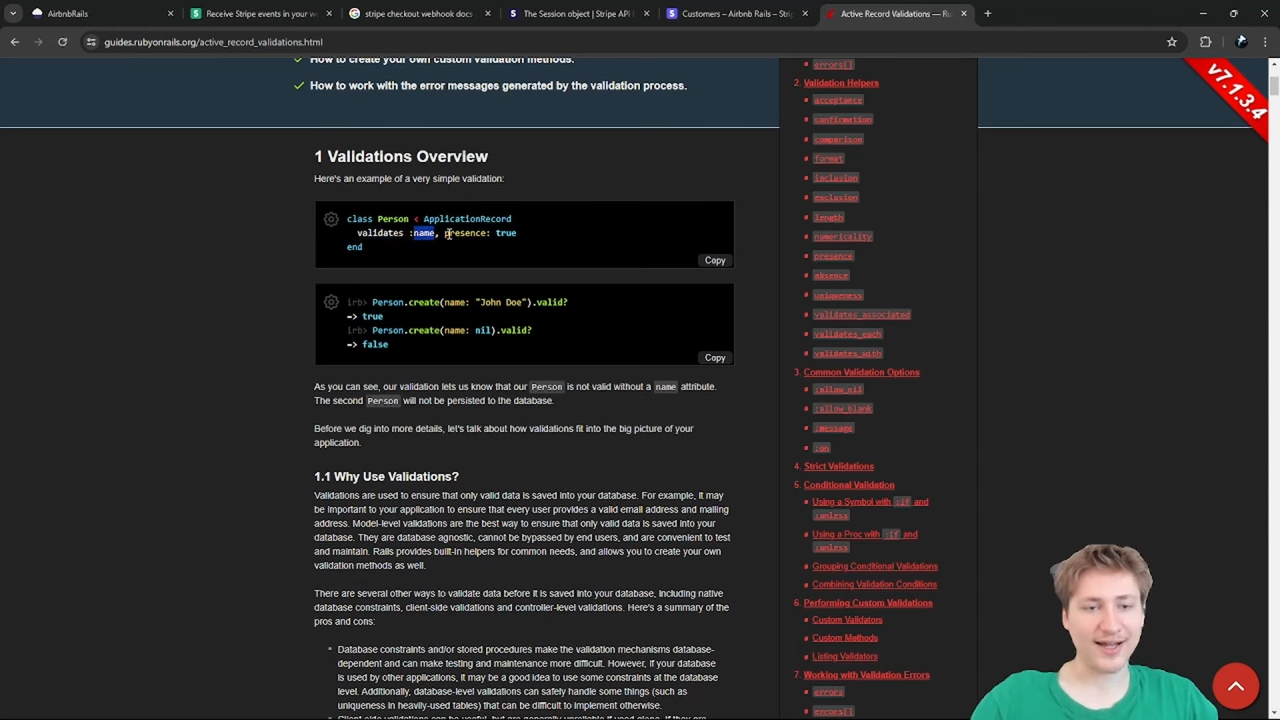 AirbnbRails
Receive Stripe events in your w
stripe checkout webhook docs
The Session object | Stripe API
Customers – Airbnb Rails – Stri
Active Record Validations — Ru
guides.rubyonrails.org/active_record_validations.html
v7.1.3.4
How to create your own custom validation methods.
How to work with the error messages generated by the validation process.
1 Validations Overview
Here's an example of a very simple validation:
class Person < ApplicationRecord
validates :name, presence: true
end
Copy
irb> Person.create(name: "John Doe").valid?
=> true
irb> Person.create(name: nil).valid?
=> false
Copy
As you can see, our validation lets us know that our Person is not valid without a name attribute.
The second Person will not be persisted to the database.
Before we dig into more details, let's talk about how validations fit into the big picture of your
application.
1.1 Why Use Validations?
Validations are used to ensure that only valid data is saved into your database. For example, it may
be important to your application to ensure that every user provides a valid email address and mailing
address. Model-level validations are the best way to ensure that only valid data is saved into your
database. They are database agnostic, cannot be bypassed by end users, and are convenient to test
and maintain. Rails provides built-in helpers for common needs, and allows you to create your own
validation methods as well.
There are several other ways to validate data before it is saved into your database, including native
database constraints, client-side validations and controller-level validations. Here's a summary of the
pros and cons:
Database constraints and/or stored procedures make the validation mechanisms database-
dependent and can make testing and maintenance more difficult. However, if your database
is used by other applications, it may be a good idea to use some constraints at the database
level. Additionally, database-level validations can safely handle some things (such as
uniqueness in heavily-used tables) that can be difficult to implement otherwise.
Client-side validations can be useful, but are generally unreliable if used alone. If they are
errors[]
2. Validation Helpers
acceptance
confirmation
comparison
format
inclusion
exclusion
length
numericality
presence
absence
uniqueness
validates_associated
validates_each
validates_with
3. Common Validation Options
:allow_nil
:allow_blank
:message
:on
4. Strict Validations
5. Conditional Validation
Using a Symbol with :if and
:unless
Using a Proc with :if and
:unless
Grouping Conditional Validations
Combining Validation Conditions
6. Performing Custom Validations
Custom Validators
Custom Methods
Listing Validators
7. Working with Validation Errors
errors
errors[]